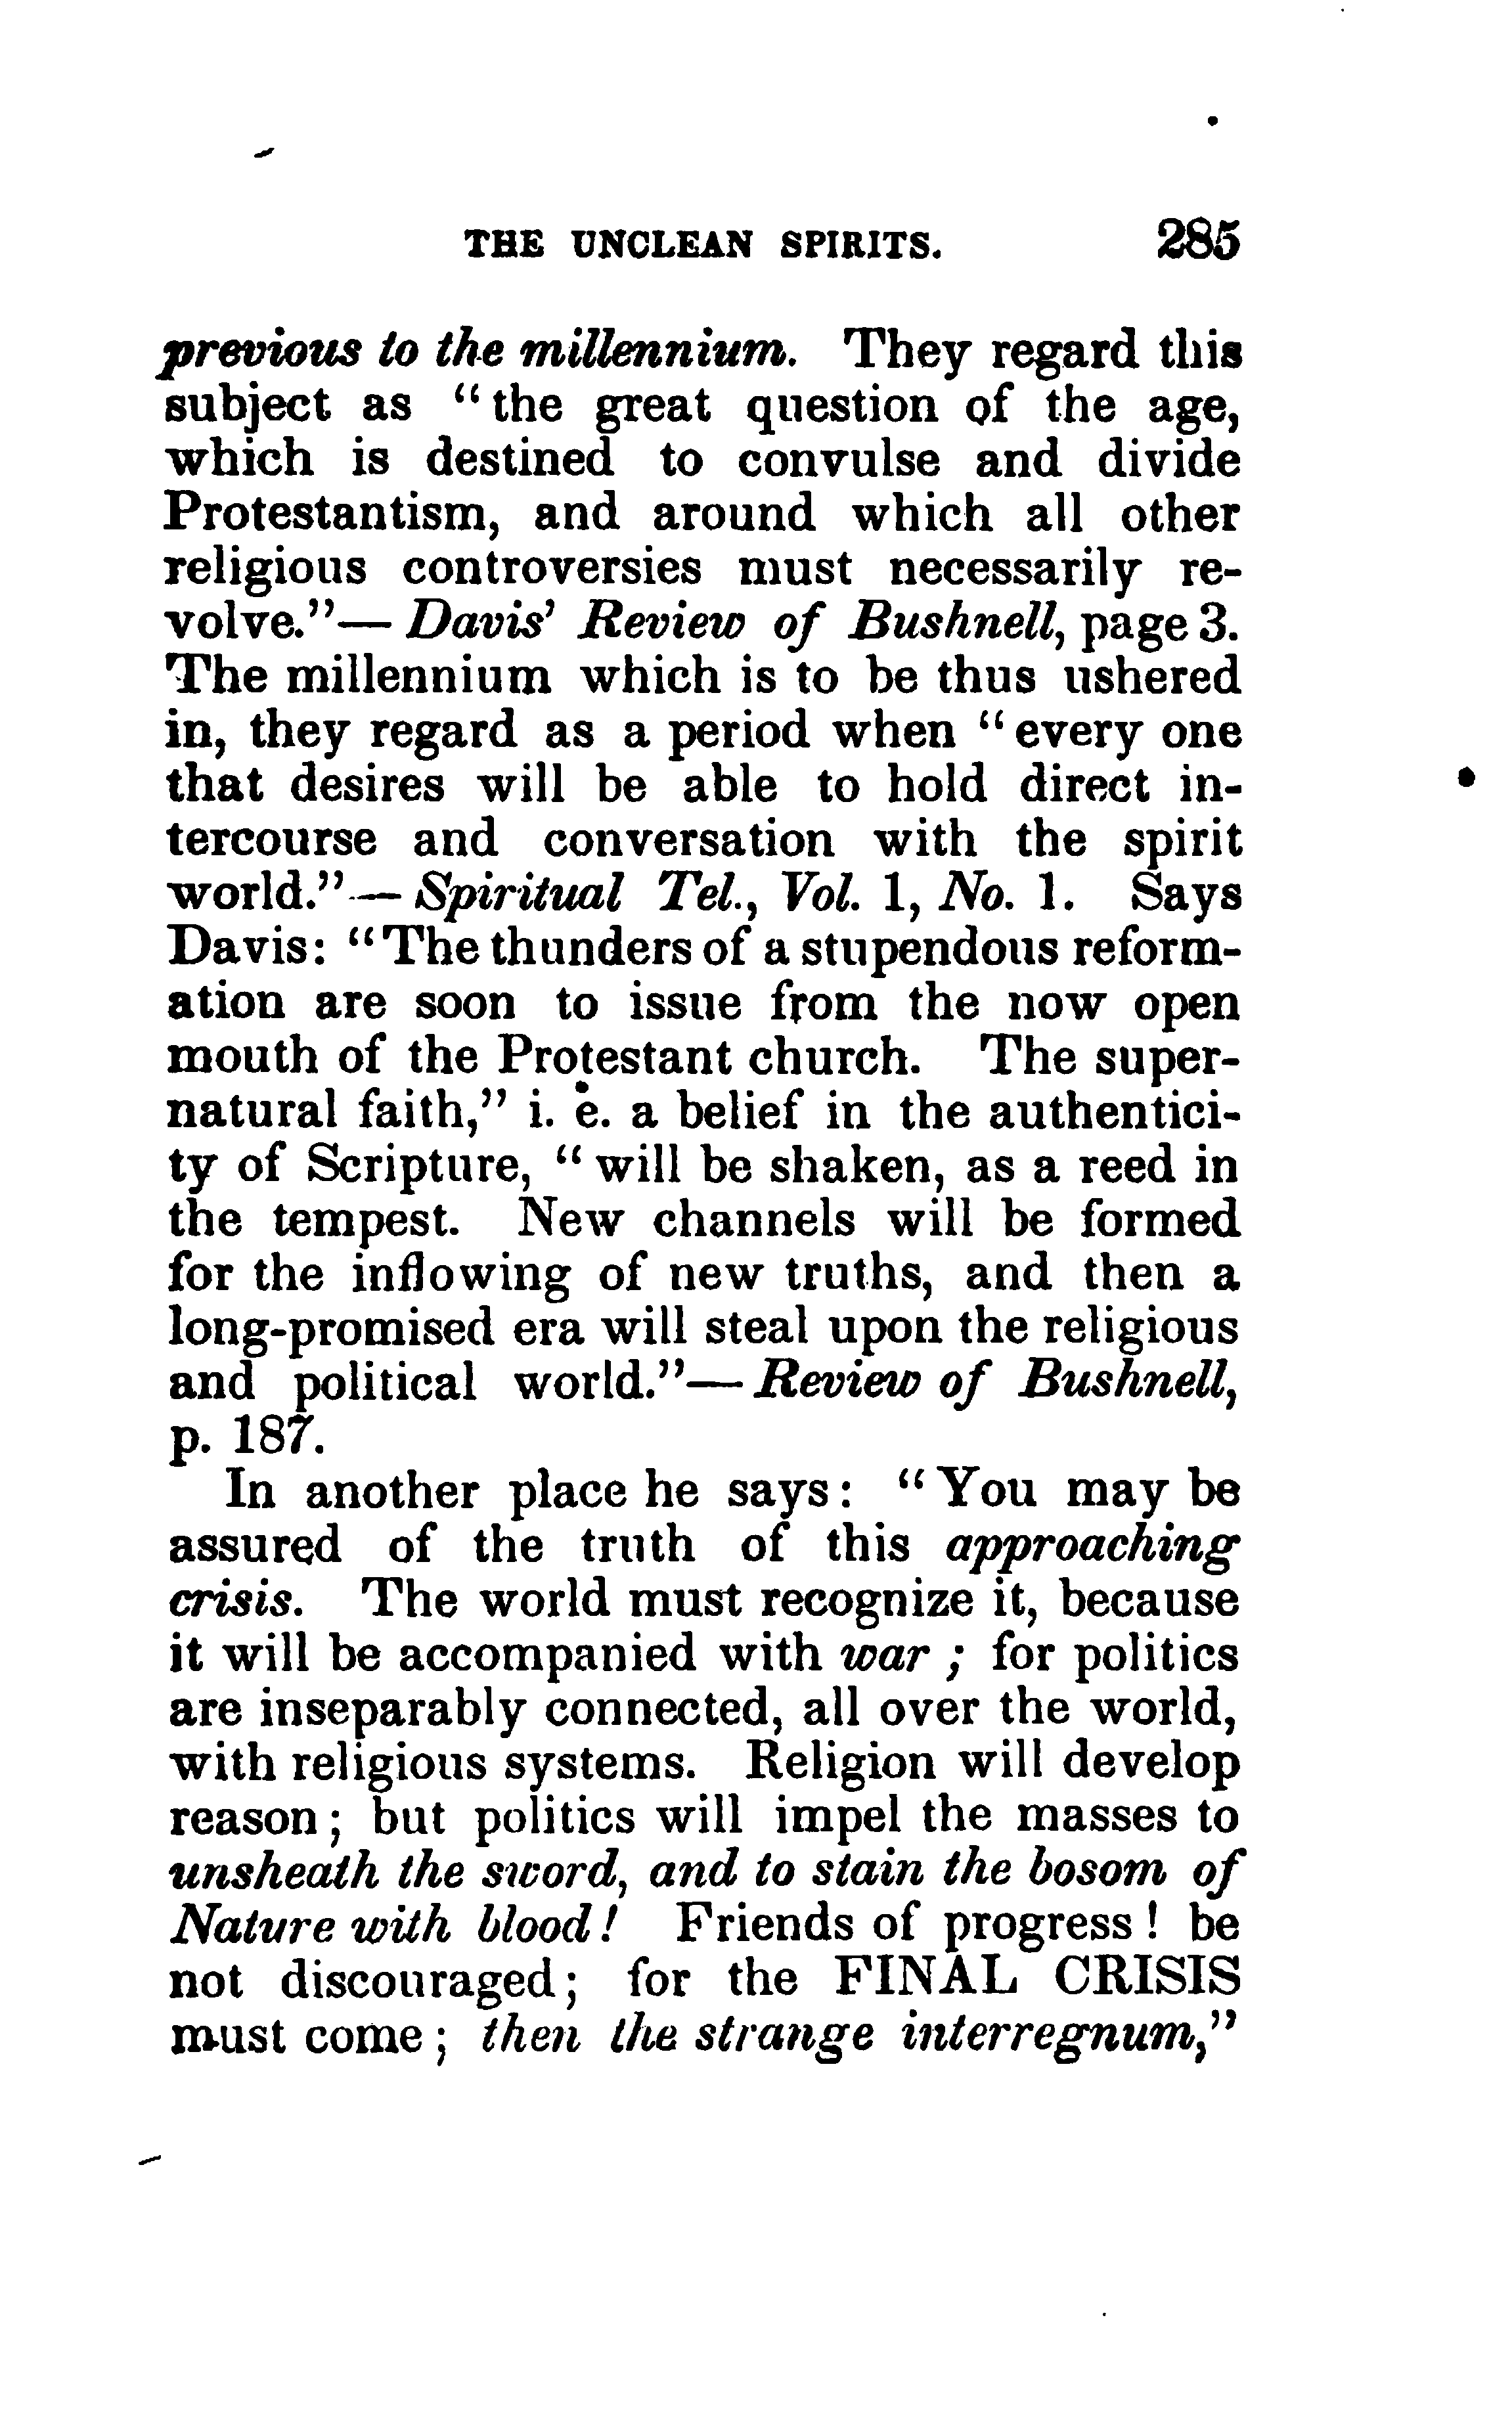 THE UNCLEAN SPIRITS. 285
previous to the millennium. They regard this
subject as "the great question of the age,
which is destined to convulse and divide
Protestantism, and around which all other
religious controversies must necessarily re-
volve."— Davis' Review of Bushnell, page 3.
The millennium which is to be thus ushered
in, they regard as a period when "every one
that desires will be able to hold direct in-
tercourse and conversation with the spirit
world."— Spiritual Tel., Vol. 1, No. 1. Says
Davis: "The thunders of a stupendous reform-
ation are soon to issue from the now open
mouth of the Protestant church. The super-
natural faith," i. e. a belief in the authentici-
ty of Scripture, "will be shaken, as a reed in
the tempest. New channels will be formed
for the inflowing of new truths, and then a
long-promised era will steal upon the religious
and political world."— Review of Bushnell,
p. 187.
In another place he says: "You may be
assured of the truth of this approaching
crisis. The world must recognize it, because
it will be accompanied with war; for politics
are inseparably connected, all over the world,
with religious systems. Religion will develop
reason; but politics will impel the masses to
unsheath the sword, and to stain the bosom of
Nature with blood! Friends of progress! be
not discouraged; for the FINAL CRISIS
must come; then the strange interregnum,"